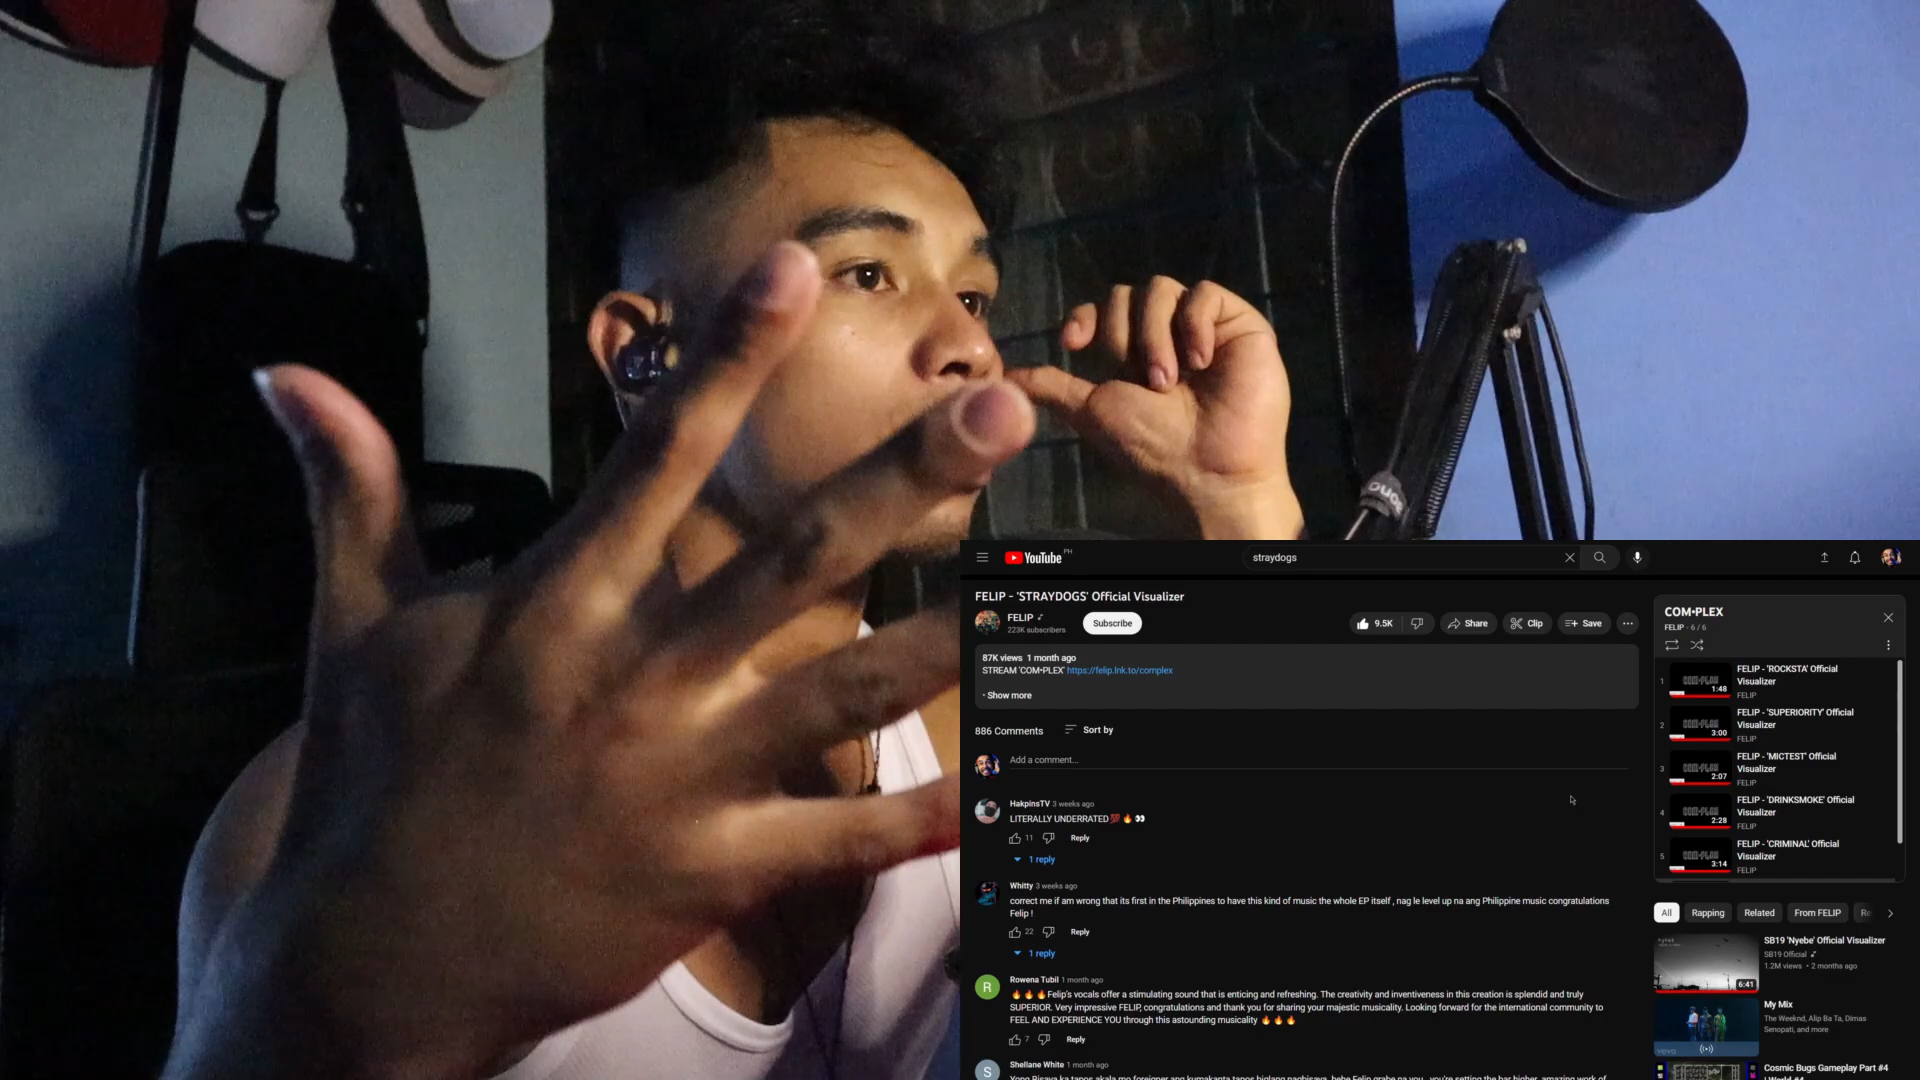 YouTube PH
straydogs
FELIP - 'STRAYDOGS' Official Visualizer
FELIP
223K subscribers
Subscribe
9.5K
Share
Clip
Save
87K views 1 month ago
STREAM 'COM•PLEX' https://felip.lnk.to/complex
Show more
886 Comments
Sort by
Add a comment...
HakpinsTV 3 weeks ago
LITERALLY UNDERRATED💯🔥👀
11
Reply
1 reply
Whitty 3 weeks ago
correct me if am wrong that its first in the Philippines to have this kind of music the whole EP itself , nag le level up na ang Philippine music congratulations
Felip !
22
Reply
1 reply
R
Rowena Tubil 1 month ago
🔥🔥🔥Felip's vocals offer a stimulating sound that is enticing and refreshing. The creativity and inventiveness in this creation is splendid and truly
SUPERIOR. Very impressive FELIP, congratulations and thank you for sharing your majestic musicality. Looking forward for the international community to
FEEL AND EXPERIENCE YOU through this astounding musicality 🔥🔥🔥
7
Reply
S
Shellane White 1 month ago
COM•PLEX
FELIP - 6 / 6
1
1:48
FELIP - 'ROCKSTA' Official
Visualizer
FELIP
2
3:00
FELIP - 'SUPERIORITY' Official
Visualizer
FELIP
3
2:07
FELIP - 'MICTEST' Official
Visualizer
FELIP
4
2:28
FELIP - 'DRINKSMOKE' Official
Visualizer
FELIP
5
3:14
FELIP - 'CRIMINAL' Official
Visualizer
FELIP
All
Rapping
Related
From FELIP
Re
6:41
SB19 'Nyebe' Official Visualizer
SB19 Official
1.2M views • 2 months ago
My Mix
The Weeknd, Alip Ba Ta, Dimas
Senopati, and more
vevo
Cosmic Bugs Gameplay Part #4